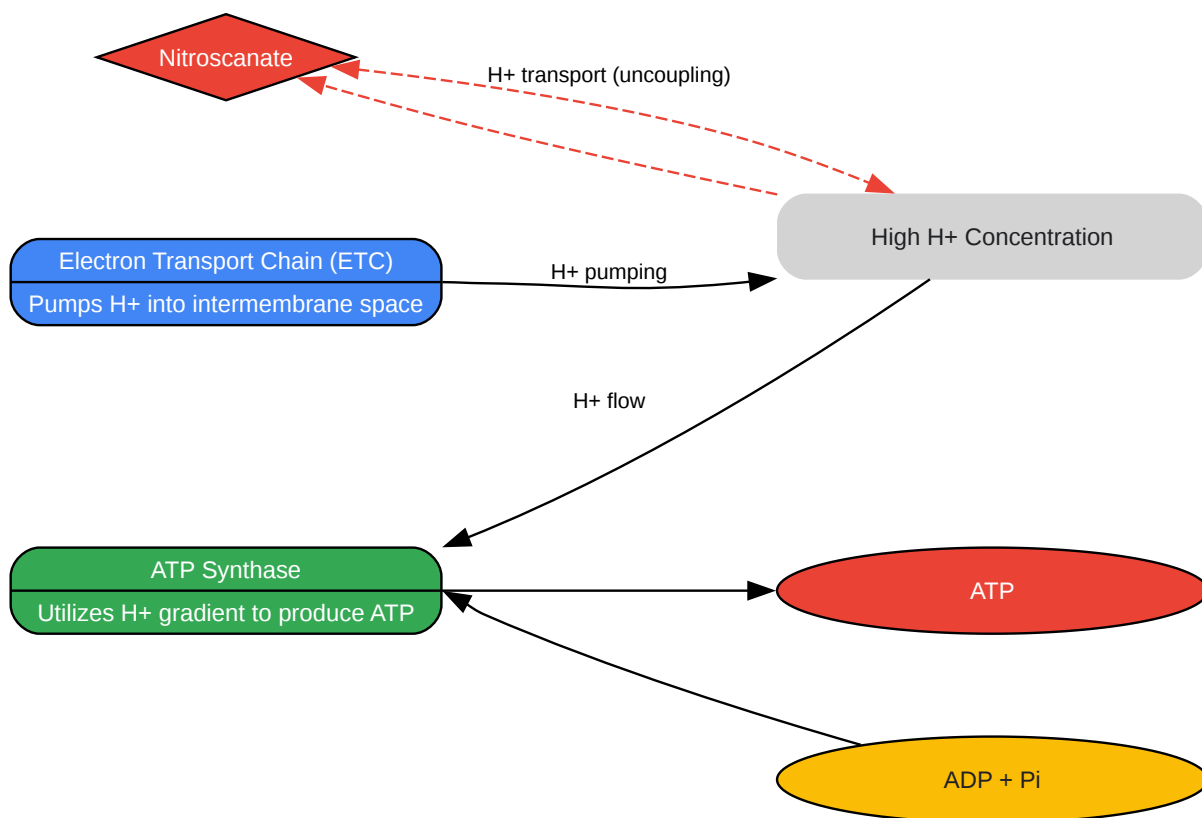 Nitroscanate
H+ transport (uncoupling)
High H+ Concentration
Electron Transport Chain (ETC)
Pumps H+ into intermembrane space
H+ pumping
H+ flow
ATP Synthase
Utilizes H+ gradient to produce ATP
ATP
ADP + Pi